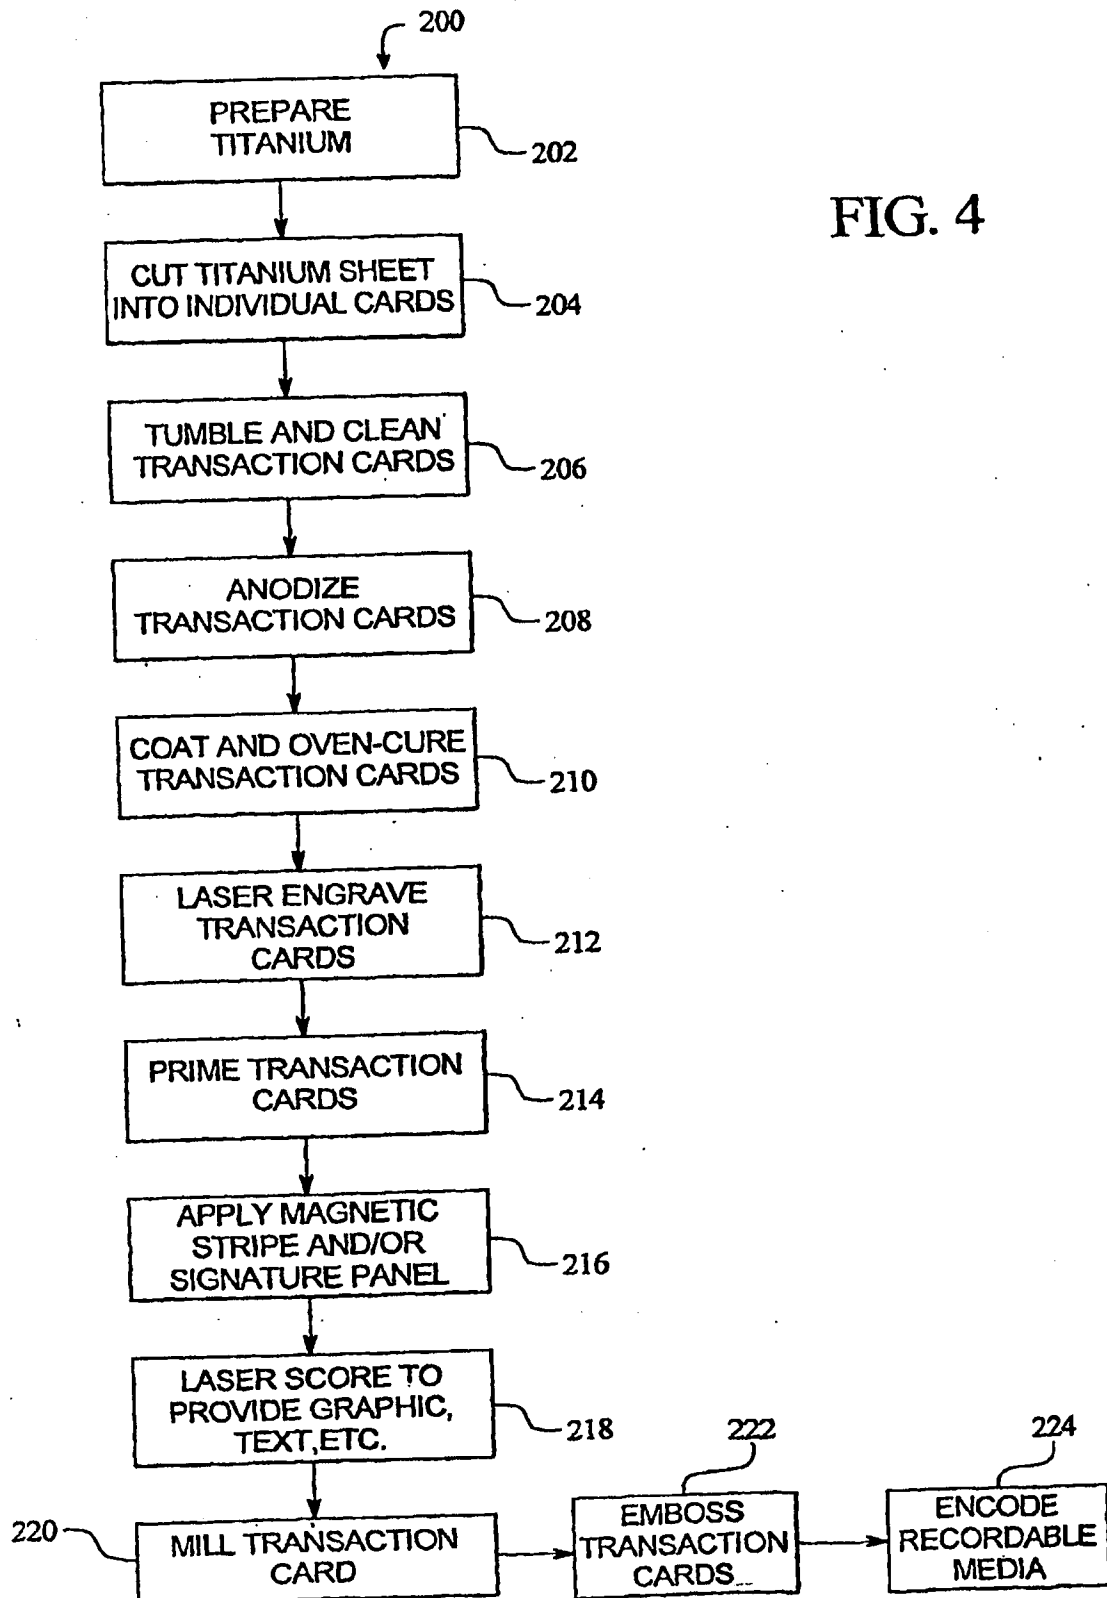 200
PREPARE
TITANIUM
202
FIG. 4
CUT TITANIUM SHEET
INTO INDIVIDUAL CARDS
204
TUMBLE AND CLEAN
TRANSACTION CARDS
206
ANODIZE
TRANSACTION CARDS
208
COAT AND OVEN-CURE
TRANSACTION CARDS
210
LASER ENGRAVE
TRANSACTION
CARDS
212
PRIME TRANSACTION
CARDS
214
APPLY MAGNETIC
STRIPE AND/OR
SIGNATURE PANEL
216
LASER SCORE TO
PROVIDE GRAPHIC,
TEXT, ETC.
218
220
MILL TRANSACTION
CARD
222
EMBOSS
TRANSACTION
CARDS
224
ENCODE
RECORDABLE
MEDIA